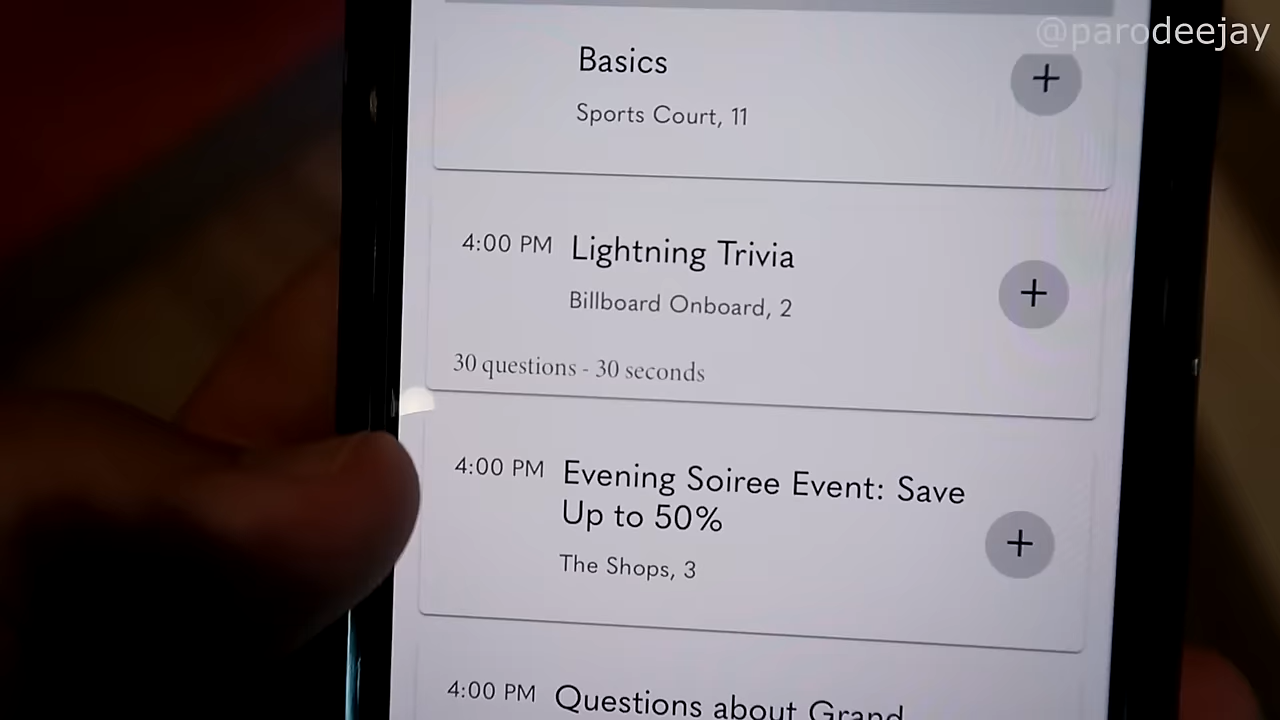 @parodeejay
Basics
Sports Court, 11
4:00 PM Lightning Trivia
Billboard Onboard, 2
30 questions - 30 seconds
4:00 PM Evening Soiree Event: Save
Up to 50%
The Shops, 3
4:00 PM Questions about Grand